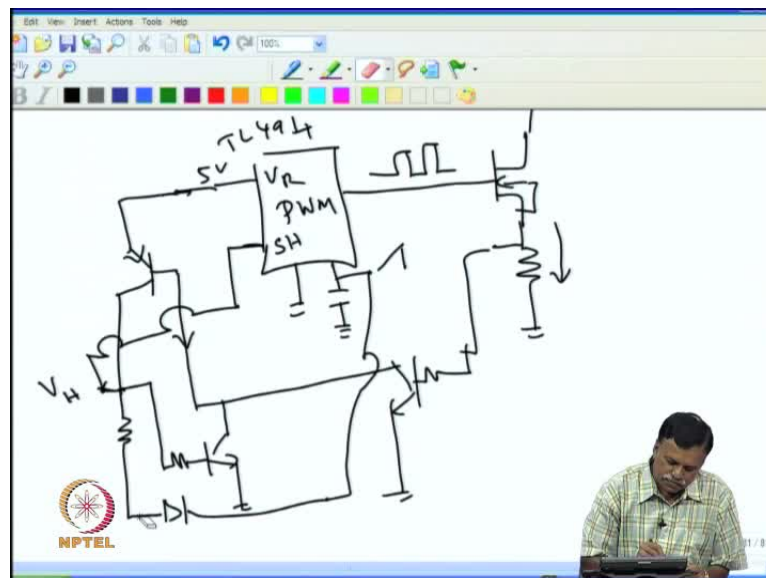 Edit View Insert Actions Tools Help
100%
B I
TL494
5V
VR
PWM
SH
VH
NPTEL